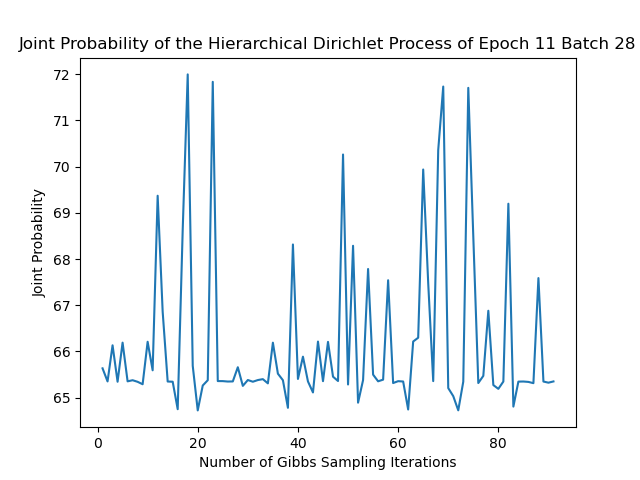 Joint Probability of the Hierarchical Dirichlet Process of Epoch 11 Batch 28
72
71
70
69
68
67
66
65
Joint Probability
0 20 40 60 80
Number of Gibbs Sampling Iterations